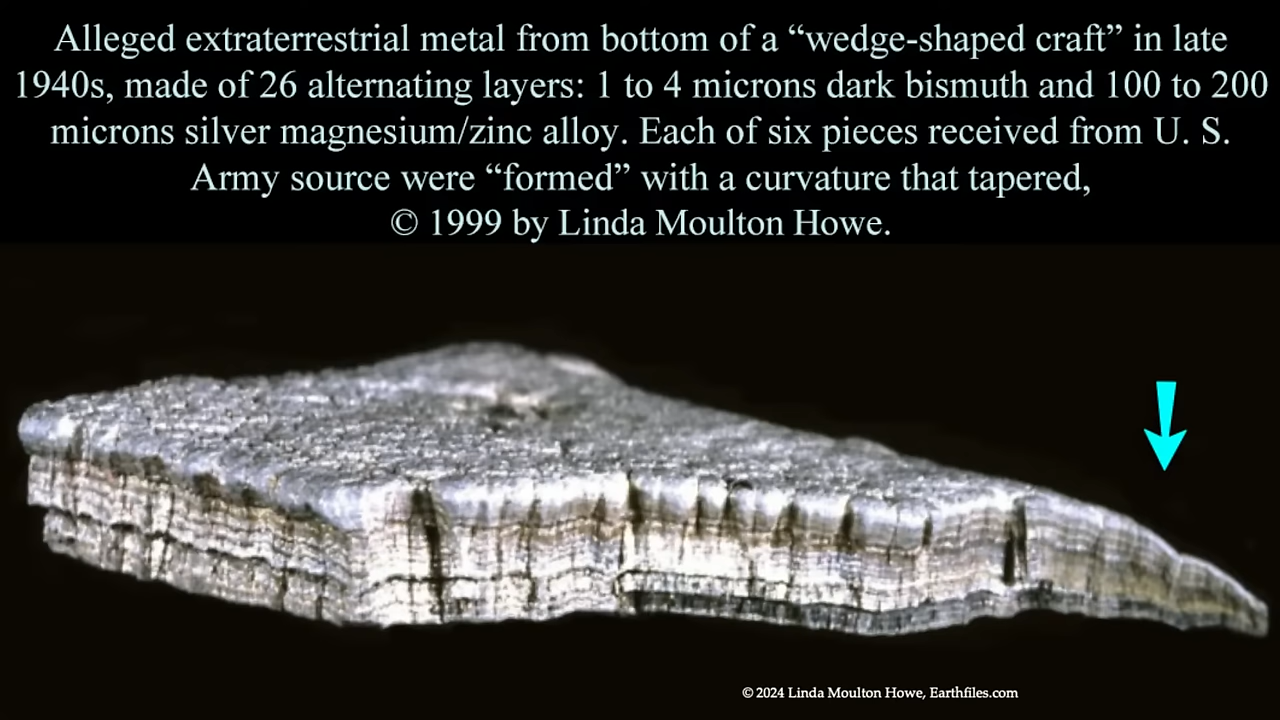 Alleged extraterrestrial metal from bottom of a “wedge-shaped craft” in late
1940s, made of 26 alternating layers: 1 to 4 microns dark bismuth and 100 to 200
microns silver magnesium/zinc alloy. Each of six pieces received from U. S.
Army source were “formed” with a curvature that tapered,
© 1999 by Linda Moulton Howe.
© 2024 Linda Moulton Howe, Earthfiles.com